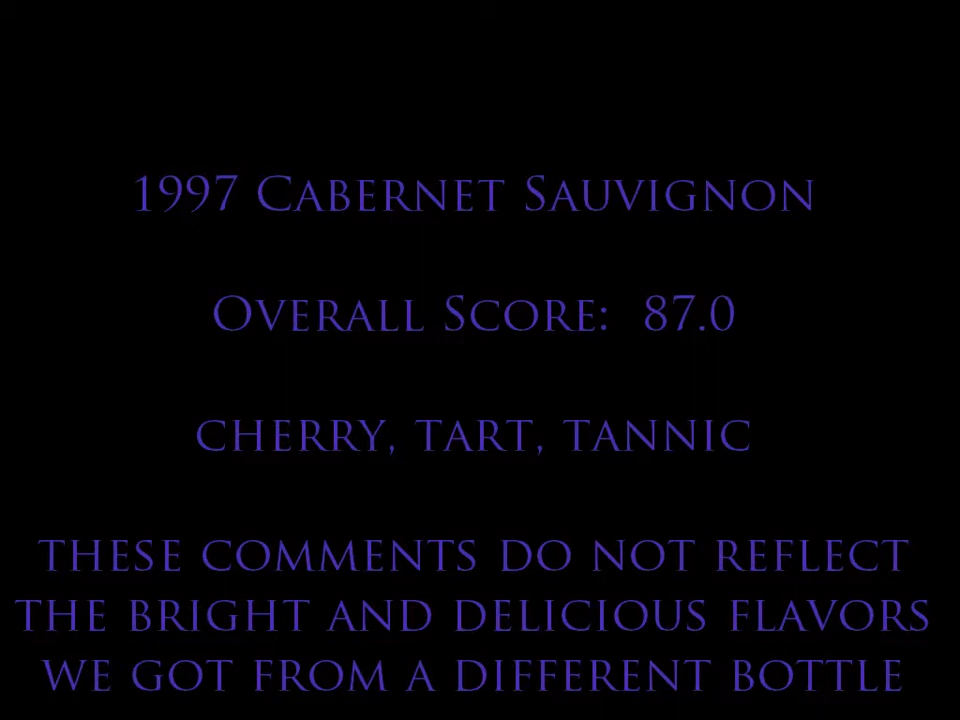 1997 Cabernet Sauvignon
Overall Score: 87.0
cherry, tart, tannic
these comments do not reflect
the bright and delicious flavors
we got from a different bottle